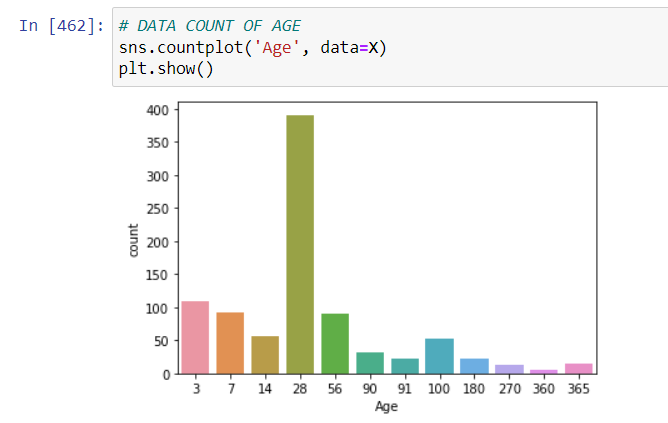 In [462]: # DATA COUNT OF AGE
sns.countplot('Age', data=X)
plt.show()
400
350
300
250
200
150
100
50
0
count
3 7 14 28 56 90 91 100 180 270 360 365
Age